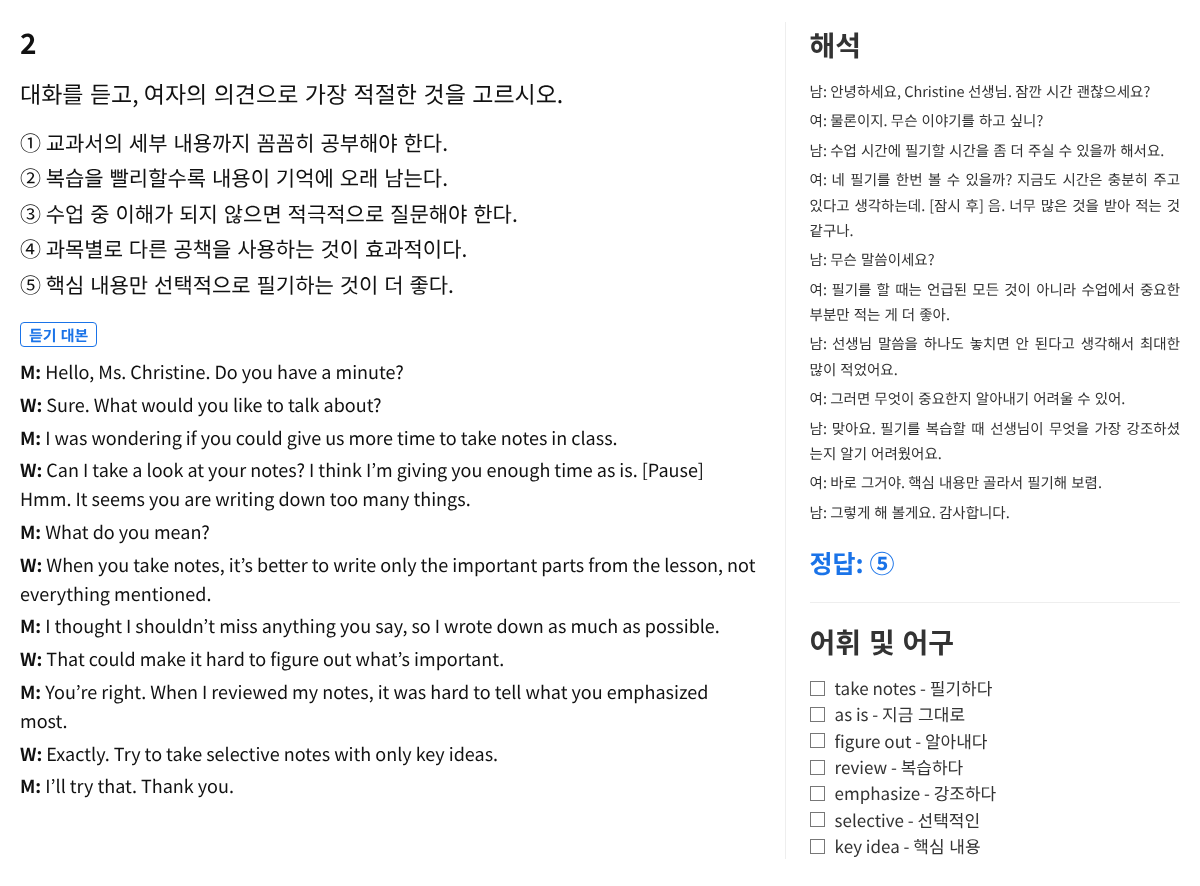 2
대화를 듣고, 여자의 의견으로 가장 적절한 것을 고르시오.
① 교과서의 세부 내용까지 꼼꼼히 공부해야 한다.
② 복습을 빨리할수록 내용이 기억에 오래 남는다.
③ 수업 중 이해가 되지 않으면 적극적으로 질문해야 한다.
④ 과목별로 다른 공책을 사용하는 것이 효과적이다.
⑤ 핵심 내용만 선택적으로 필기하는 것이 더 좋다.
듣기 대본
M: Hello, Ms. Christine. Do you have a minute?
W: Sure. What would you like to talk about?
M: I was wondering if you could give us more time to take notes in class.
W: Can I take a look at your notes? I think I’m giving you enough time as is. [Pause]
Hmm. It seems you are writing down too many things.
M: What do you mean?
W: When you take notes, it’s better to write only the important parts from the lesson, not
everything mentioned.
M: I thought I shouldn’t miss anything you say, so I wrote down as much as possible.
W: That could make it hard to figure out what’s important.
M: You’re right. When I reviewed my notes, it was hard to tell what you emphasized
most.
W: Exactly. Try to take selective notes with only key ideas.
M: I’ll try that. Thank you.
해석
남: 안녕하세요, Christine 선생님. 잠깐 시간 괜찮으세요?
여: 물론이지. 무슨 이야기를 하고 싶니?
남: 수업 시간에 필기할 시간을 좀 더 주실 수 있을까 해서요.
여: 네 필기를 한번 볼 수 있을까? 지금도 시간은 충분히 주고
있다고 생각하는데. [잠시 후] 음. 너무 많은 것을 받아 적는 것
같구나.
남: 무슨 말씀이세요?
여: 필기를 할 때는 언급된 모든 것이 아니라 수업에서 중요한
부분만 적는 게 더 좋아.
남: 선생님 말씀을 하나도 놓치면 안 된다고 생각해서 최대한
많이 적었어요.
여: 그러면 무엇이 중요한지 알아내기 어려울 수 있어.
남: 맞아요. 필기를 복습할 때 선생님이 무엇을 가장 강조하셨
는지 알기 어려웠어요.
여: 바로 그거야. 핵심 내용만 골라서 필기해 보렴.
남: 그렇게 해 볼게요. 감사합니다.
정답: ⑤
어휘 및 어구
□ take notes - 필기하다
□ as is - 지금 그대로
□ figure out - 알아내다
□ review - 복습하다
□ emphasize - 강조하다
□ selective - 선택적인
□ key idea - 핵심 내용